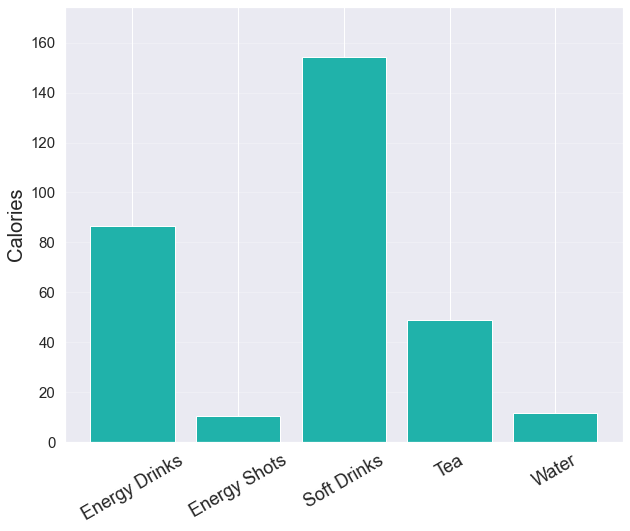 160
140
120
100
80
60
40
20
0
Calories
Energy Drinks
Energy Shots
Soft Drinks
Tea
Water